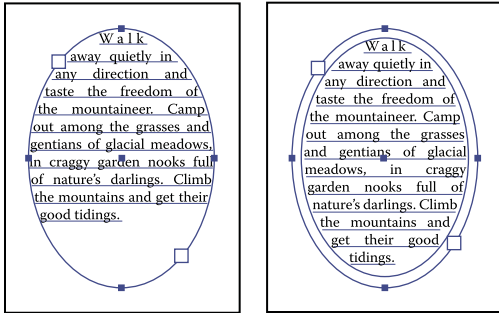 Walk
away quietly in
any direction and
taste the freedom of
the mountaineer. Camp
out among the grasses and
gentians of glacial meadows,
in craggy garden nooks full
of nature's darlings. Climb
the mountains and get their
good tidings.
Walk
away quietly in
any direction and
taste the freedom of
the mountaineer. Camp
out among the grasses
and gentians of glacial
meadows, in craggy
garden nooks full of
nature's darlings. Climb
the mountains and
get their good
tidings.